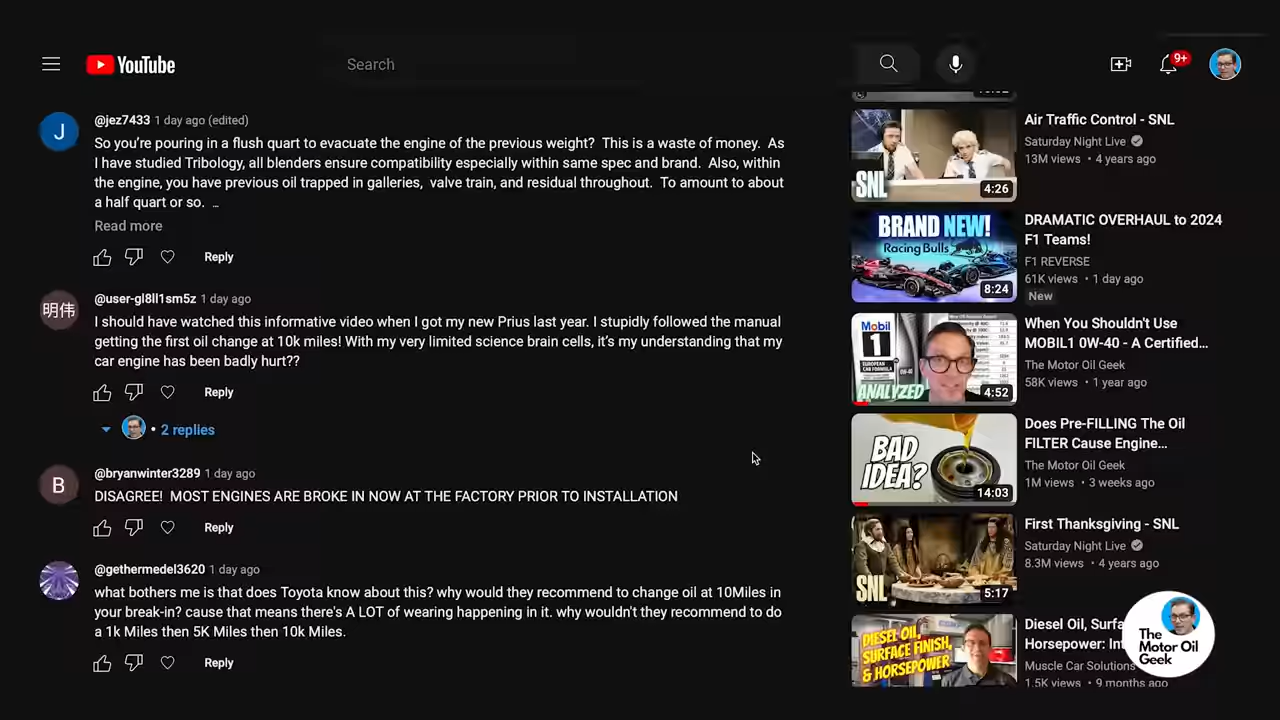 YouTube
Search
9+
J
@jez7433 1 day ago (edited)
So you’re pouring in a flush quart to evacuate the engine of the previous weight?  This is a waste of money.  As
I have studied Tribology, all blenders ensure compatibility especially within same spec and brand.  Also, within
the engine, you have previous oil trapped in galleries,  valve train, and residual throughout.  To amount to about
a half quart or so.  ...
Read more
Reply
明伟
@user-gl8ll1sm5z 1 day ago
I should have watched this informative video when I got my new Prius last year. I stupidly followed the manual
getting the first oil change at 10000miles! With my very limited science brain cells, it’s my understanding that my
car engine has been badly hurt??
Reply
• 2 replies
B
@bryanwinter3289 1 day ago
DISAGREE!  MOST ENGINES ARE BROKE IN NOW AT THE FACTORY PRIOR TO INSTALLATION
Reply
@gethermedel3620 1 day ago
what bothers me is that does Toyota know about this? why would they recommend to change oil at 10Miles in
your break-in? cause that means there's A LOT of wearing happening in it. why wouldn't they recommend to do
a 1k Miles then 5K Miles then 10k Miles.
Reply
SNL
4:26
Air Traffic Control - SNL
Saturday Night Live
13M views • 4 years ago
BRAND NEW!
Racing Bulls
8:24
DRAMATIC OVERHAUL to 2024
F1 Teams!
F1 REVERSE
61K views • 1 day ago
New
Mobil
1
EUROPEAN
CAR FORMULA
0W-40
ANALYZED
4:52
When You Shouldn't Use
MOBIL1 0W-40 - A Certified...
The Motor Oil Geek
58K views • 1 year ago
BAD
IDEA?
14:03
Does Pre-FILLING The Oil
FILTER Cause Engine...
The Motor Oil Geek
1M views • 3 weeks ago
SNL
5:17
First Thanksgiving - SNL
Saturday Night Live
8.3M views • 4 years ago
DIESEL OIL,
SURFACE FINISH,
& HORSEPOWER
Diesel Oil, Surfa
Horsepower: Int
Muscle Car Solutions
1.5K views • 9 months ago
The
Motor Oil
Geek